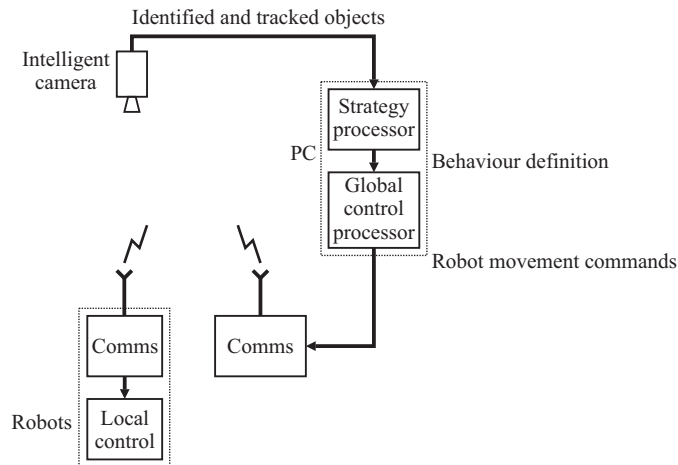 Identified and tracked objects
Intelligent
camera
Strategy
processor
PC
Behaviour definition
Global
control
processor
Robot movement commands
Comms
Comms
Robots
Local
control